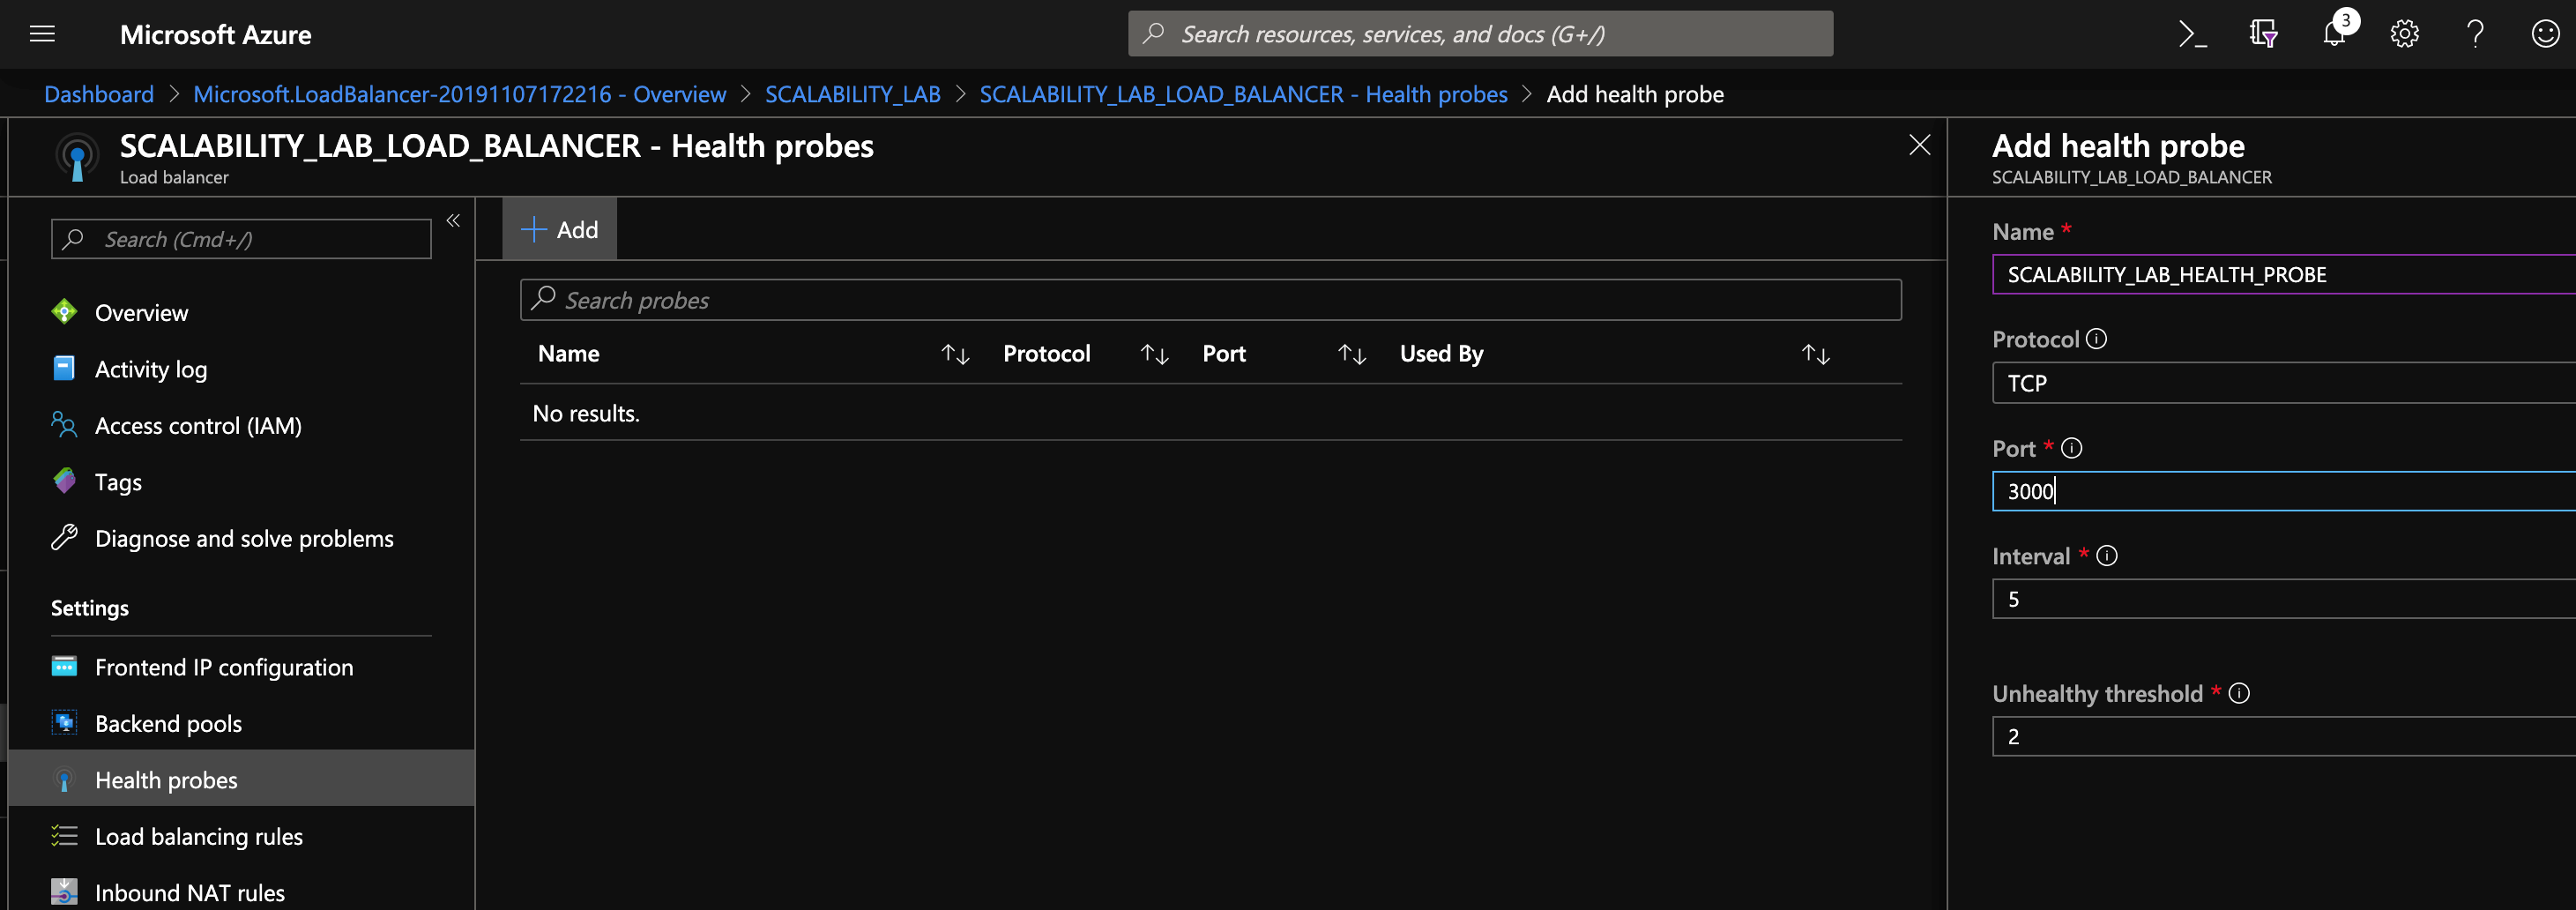 Microsoft Azure
Search resources, services, and docs (G+/)
3
Dashboard > Microsoft.LoadBalancer-20191107172216 - Overview > SCALABILITY_LAB > SCALABILITY_LAB_LOAD_BALANCER - Health probes > Add health probe
SCALABILITY_LAB_LOAD_BALANCER - Health probes
Load balancer
Search (Cmd+/)
Overview
Activity log
Access control (IAM)
Tags
Diagnose and solve problems
Settings
Frontend IP configuration
Backend pools
Health probes
Load balancing rules
Inbound NAT rules
Add
Search probes
Name Protocol Port Used By
No results.
Add health probe
SCALABILITY_LAB_LOAD_BALANCER
Name *
SCALABILITY_LAB_HEALTH_PROBE
Protocol
TCP
Port *
3000
Interval *
5
Unhealthy threshold *
2